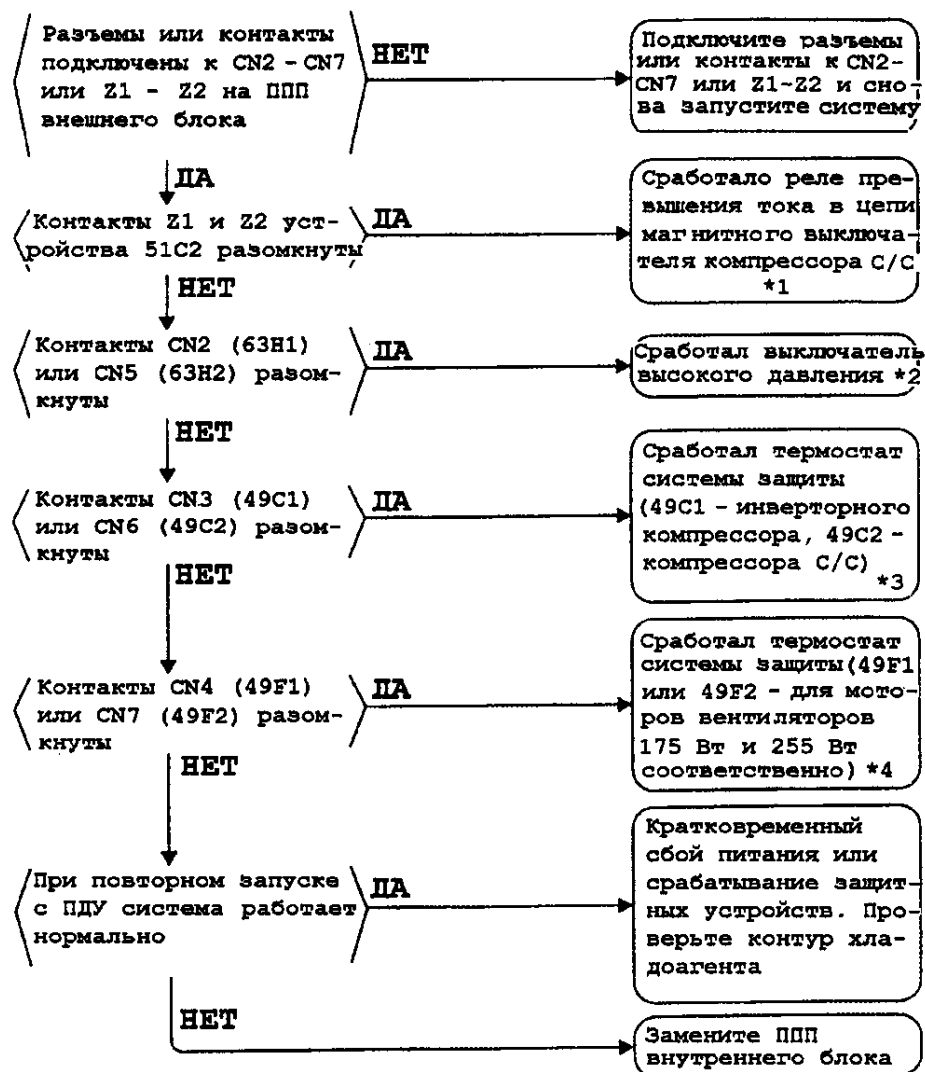 Разъемы или контакты
подключены к CN2 - CN7
или Z1 - Z2 на ППП
внешнего блока
НЕТ
Подключите разъемы
или контакты к CN2-
CN7 или Z1~Z2 и сно-
ва запустите систему
ДА
Контакты Z1 и Z2 уст-
ройства 51C2 разомкнуты
ДА
Сработало реле пре-
вышения тока в цепи
магнитного выключа-
теля компрессора С/С
*1
НЕТ
Контакты CN2 (63H1)
или CN5 (63H2) разом-
кнуты
ДА
Сработал выключатель
высокого давления *2
НЕТ
Контакты CN3 (49C1)
или CN6 (49C2) разом-
кнуты
ДА
Сработал термостат
системы защиты
(49C1 - инверторного
компрессора, 49C2 -
компрессора С/С)
*3
НЕТ
Контакты CN4 (49F1)
или CN7 (49F2) разом-
кнуты
ДА
Сработал термостат
системы защиты (49F1
или 49F2 - для мото-
ров вентиляторов
175 Вт и 255 Вт
соответственно) *4
НЕТ
При повторном запуске
с ПДУ система работает
нормально
ДА
Кратковременный
сбой питания или
срабатывание защит-
ных устройств. Про-
верьте контур хла-
доагента
НЕТ
Замените ППП
внутреннего блока